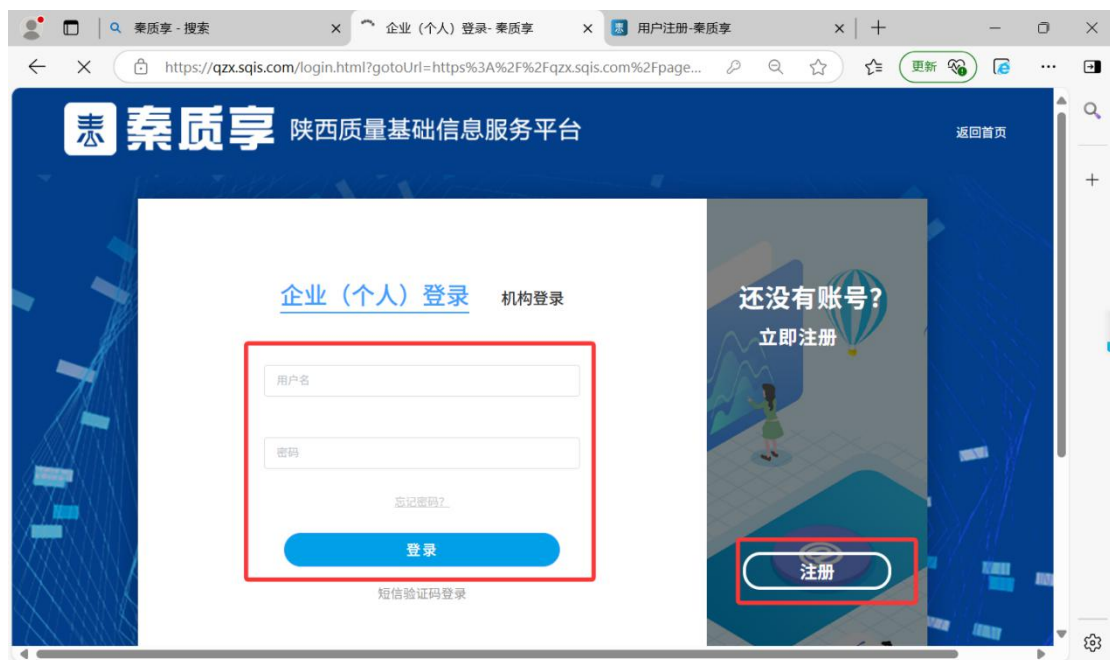 秦质享 - 搜索
企业（个人）登录- 秦质享
用户注册-秦质享
https://qzx.sqis.com/login.html?gotoUrl=https%3A%2F%2Fqzx.sqis.com%2Fpage...
更新
秦质享 陕西质量基础信息服务平台
返回首页
企业（个人）登录 机构登录
用户名
密码
忘记密码？
登录
短信验证码登录
还没有账号？
立即注册
注册